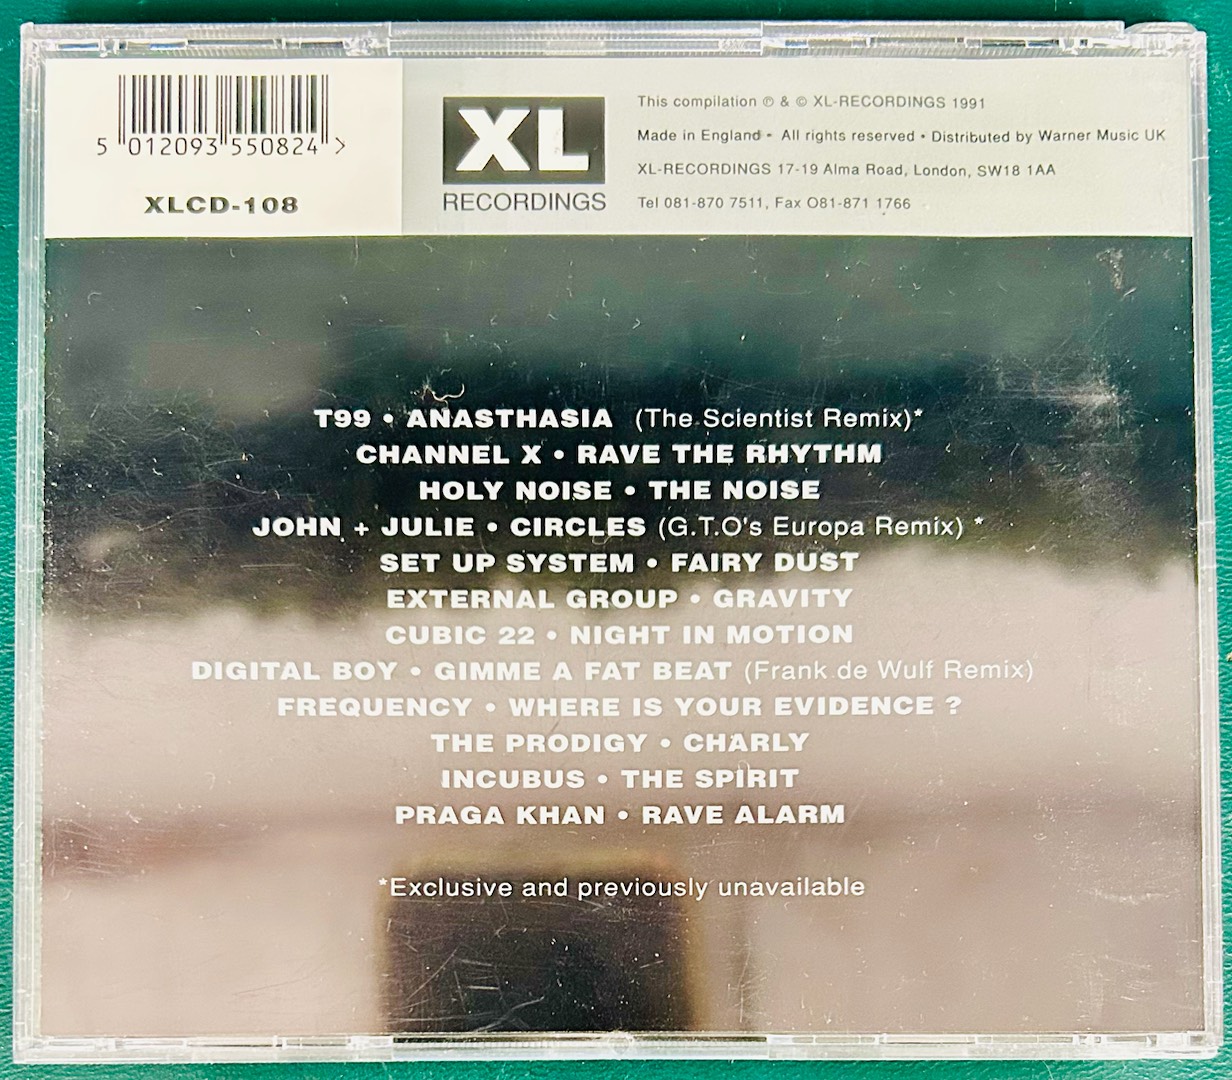 5 012093 550824 >
XLCD-108
XL
RECORDINGS
This compilation ℗ & © XL-RECORDINGS 1991
Made in England • All rights reserved • Distributed by Warner Music UK
XL-RECORDINGS 17-19 Alma Road, London, SW18 1AA
Tel 081-870 7511, Fax O81-871 1766
T99 • ANASTHASIA (The Scientist Remix)*
CHANNEL X • RAVE THE RHYTHM
HOLY NOISE • THE NOISE
JOHN + JULIE • CIRCLES (G.T.O's Europa Remix) *
SET UP SYSTEM • FAIRY DUST
EXTERNAL GROUP • GRAVITY
CUBIC 22 • NIGHT IN MOTION
DIGITAL BOY • GIMME A FAT BEAT (Frank de Wulf Remix)
FREQUENCY • WHERE IS YOUR EVIDENCE ?
THE PRODIGY • CHARLY
INCUBUS • THE SPIRIT
PRAGA KHAN • RAVE ALARM
*Exclusive and previously unavailable